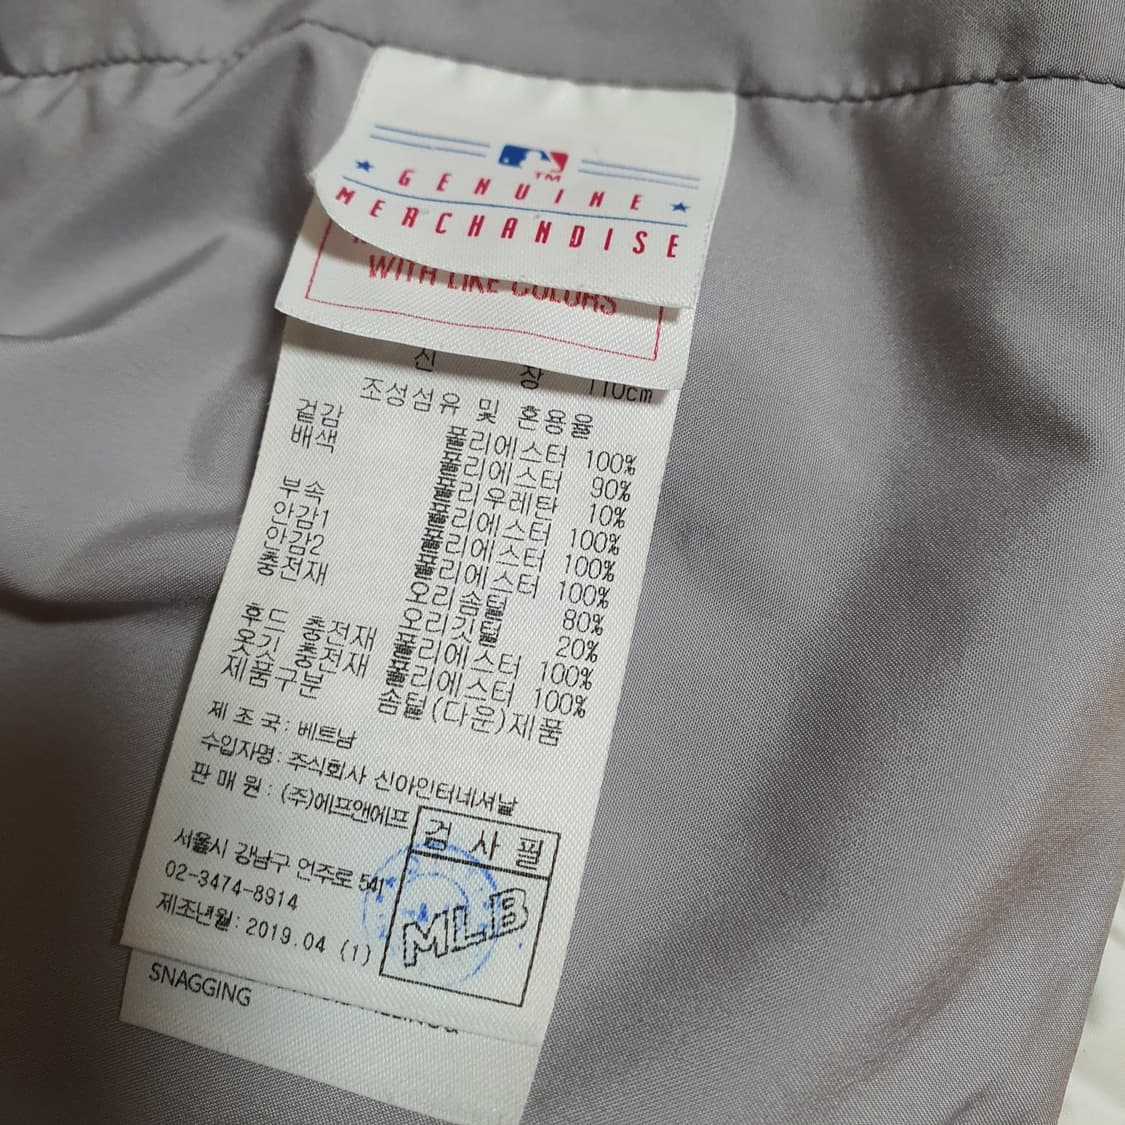 TM
GENUINE
MERCHANDISE
WITH LIKE COLORS
신 장 110cm
조성섬유 및 혼용율
겉감 폴리에스터 100%
배색 폴리에스터 90%
폴리우레탄 10%
부속 폴리에스터 100%
안감1 폴리에스터 100%
안감2 폴리에스터 100%
충전재 오리솜털 80%
오리깃털 20%
후드 충전재 폴리에스터 100%
옷깃 충전재 폴리에스터 100%
제품구분 솜털(다운)제품
제 조 국 : 베트남
수입자명: 주식회사 신아인터네셔날
판 매 원 : (주)에프앤에프
서울시 강남구 언주로 541
02-3474-8914
제조년월: 2019.04 (1)
검사필
MLB
SNAGGING